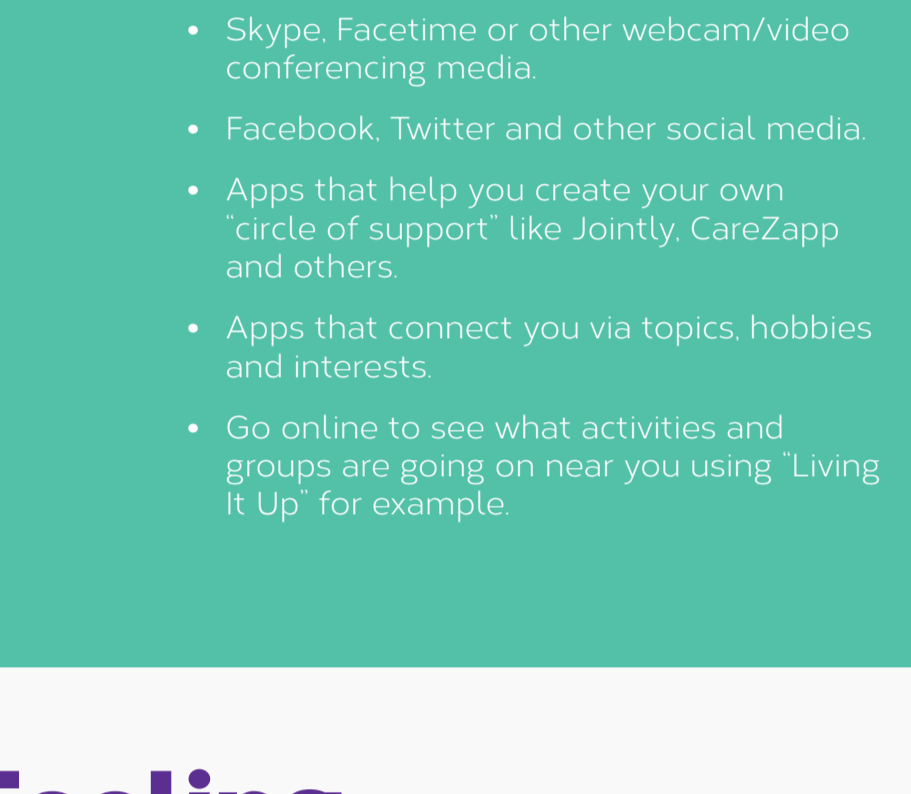 • Skype, Facetime or other webcam/video
conferencing media.
• Facebook, Twitter and other social media.
• Apps that help you create your own
“circle of support” like Jointly, CareZapp
and others.
• Apps that connect you via topics, hobbies
and interests.
• Go online to see what activities and
groups are going on near you using “Living
It Up” for example.